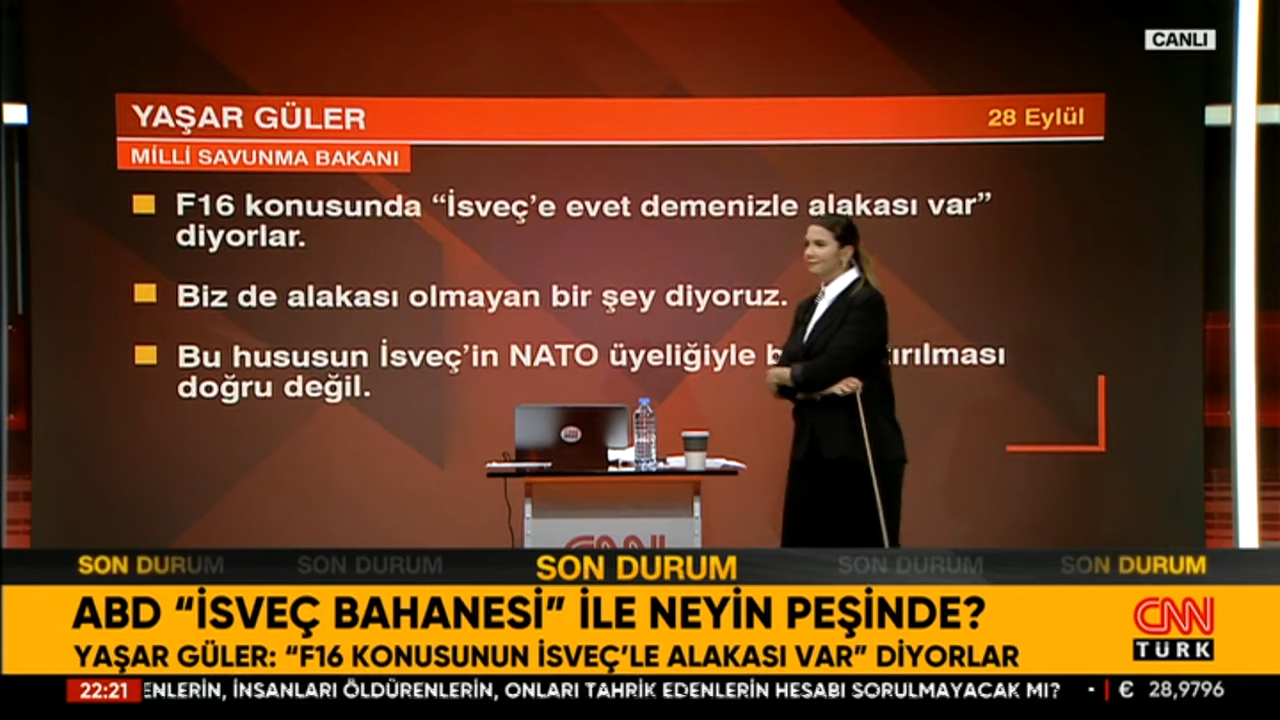 CANLI
YAŞAR GÜLER
28 Eylül
MİLLİ SAVUNMA BAKANI
F16 konusunda “İsveç’e evet demenizle alakası var”
diyorlar.
Biz de alakası olmayan bir şey diyoruz.
Bu hususun İsveç’in NATO üyeliğiyle
doğru değil.
CNN
SON DURUM SON DURUM SON DURUM SON DURUM SON DURUM
ABD “İSVEÇ BAHANESİ” İLE NEYİN PEŞİNDE?
YAŞAR GÜLER: “F16 KONUSUNUN İSVEÇ’LE ALAKASI VAR” DİYORLAR
CNN
TÜRK
22:21 ENLERİN, İNSANLARI ÖLDÜRENLERİN, ONLARI TAHRİK EDENLERİN HESABI SORULMAYACAK MI? • € 28,9796